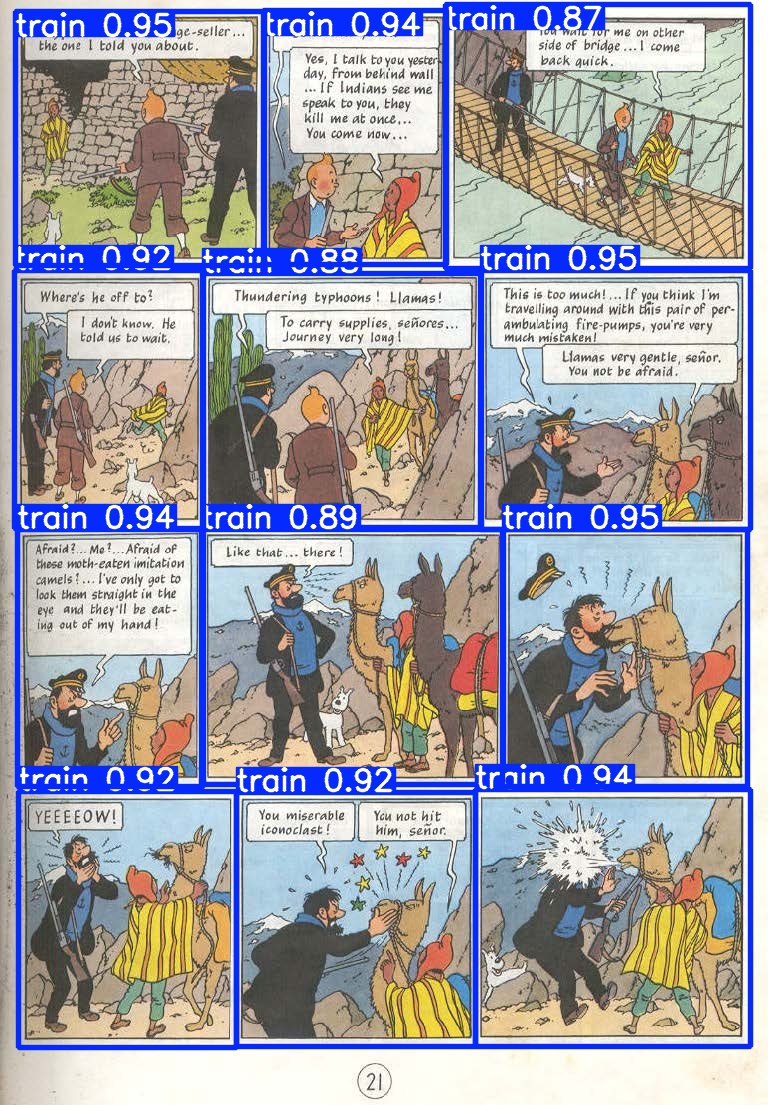 train 0.95
-seller...
the one I told you about.
train 0.94
Yes, I talk to you yester-
day, from behind wall
... If Indians see me
speak to you, they
kill me at once...
You come now...
train 0.87
You wait for me on other
side of bridge... I come
back quick.
train 0.92
Where's he off to?
I don't know. He
told us to wait.
train 0.88
Thundering typhoons! Llamas!
To carry supplies, señores...
Journey very long!
train 0.95
This is too much!... If you think I'm
travelling around with this pair of per-
ambulating fire-pumps, you're very
much mistaken!
Llamas very gentle, señor.
You not be afraid.
train 0.94
Afraid?... Me?... Afraid of
these moth-eaten imitation
camels?... I've only got to
look them straight in the
eye and they'll be eat-
ing out of my hand!
train 0.89
Like that... there!
train 0.95
train 0.92
YEEEEOW!
train 0.92
You miserable
iconoclast!
You not hit
him, señor.
train 0.94
21